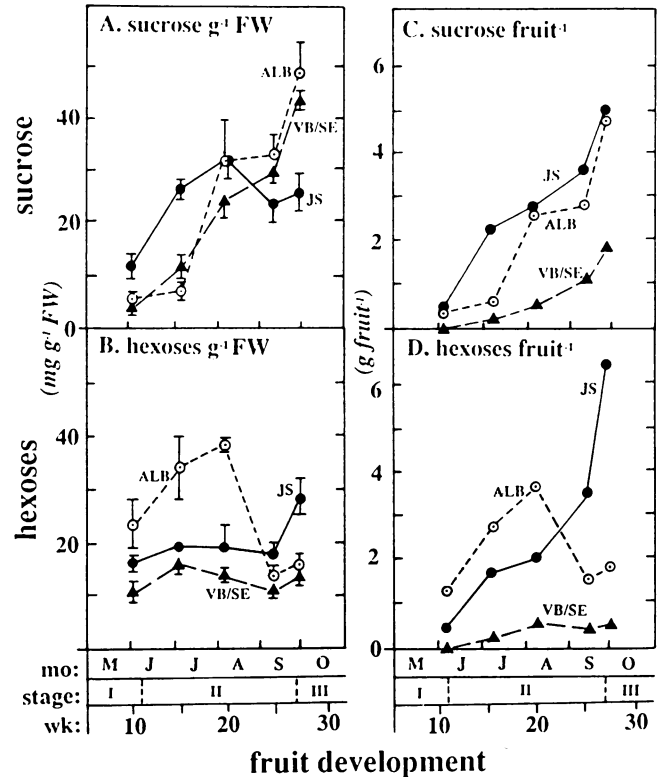 A. sucrose g⁻¹ FW
ALB
VB/SE
JS
40
20
0
sucrose
(mg g⁻¹ FW)
C. sucrose fruit⁻¹
6
4
2
0
JS
ALB
VB/SE
(g fruit⁻¹)
B. hexoses g⁻¹ FW
40
20
hexoses
ALB
JS
VB/SE
D. hexoses fruit⁻¹
6
4
2
0
JS
ALB
VB/SE
mo: M J J A S O M J J A S O
stage: I II III I II III
wk: 10 20 30 10 20 30
fruit development